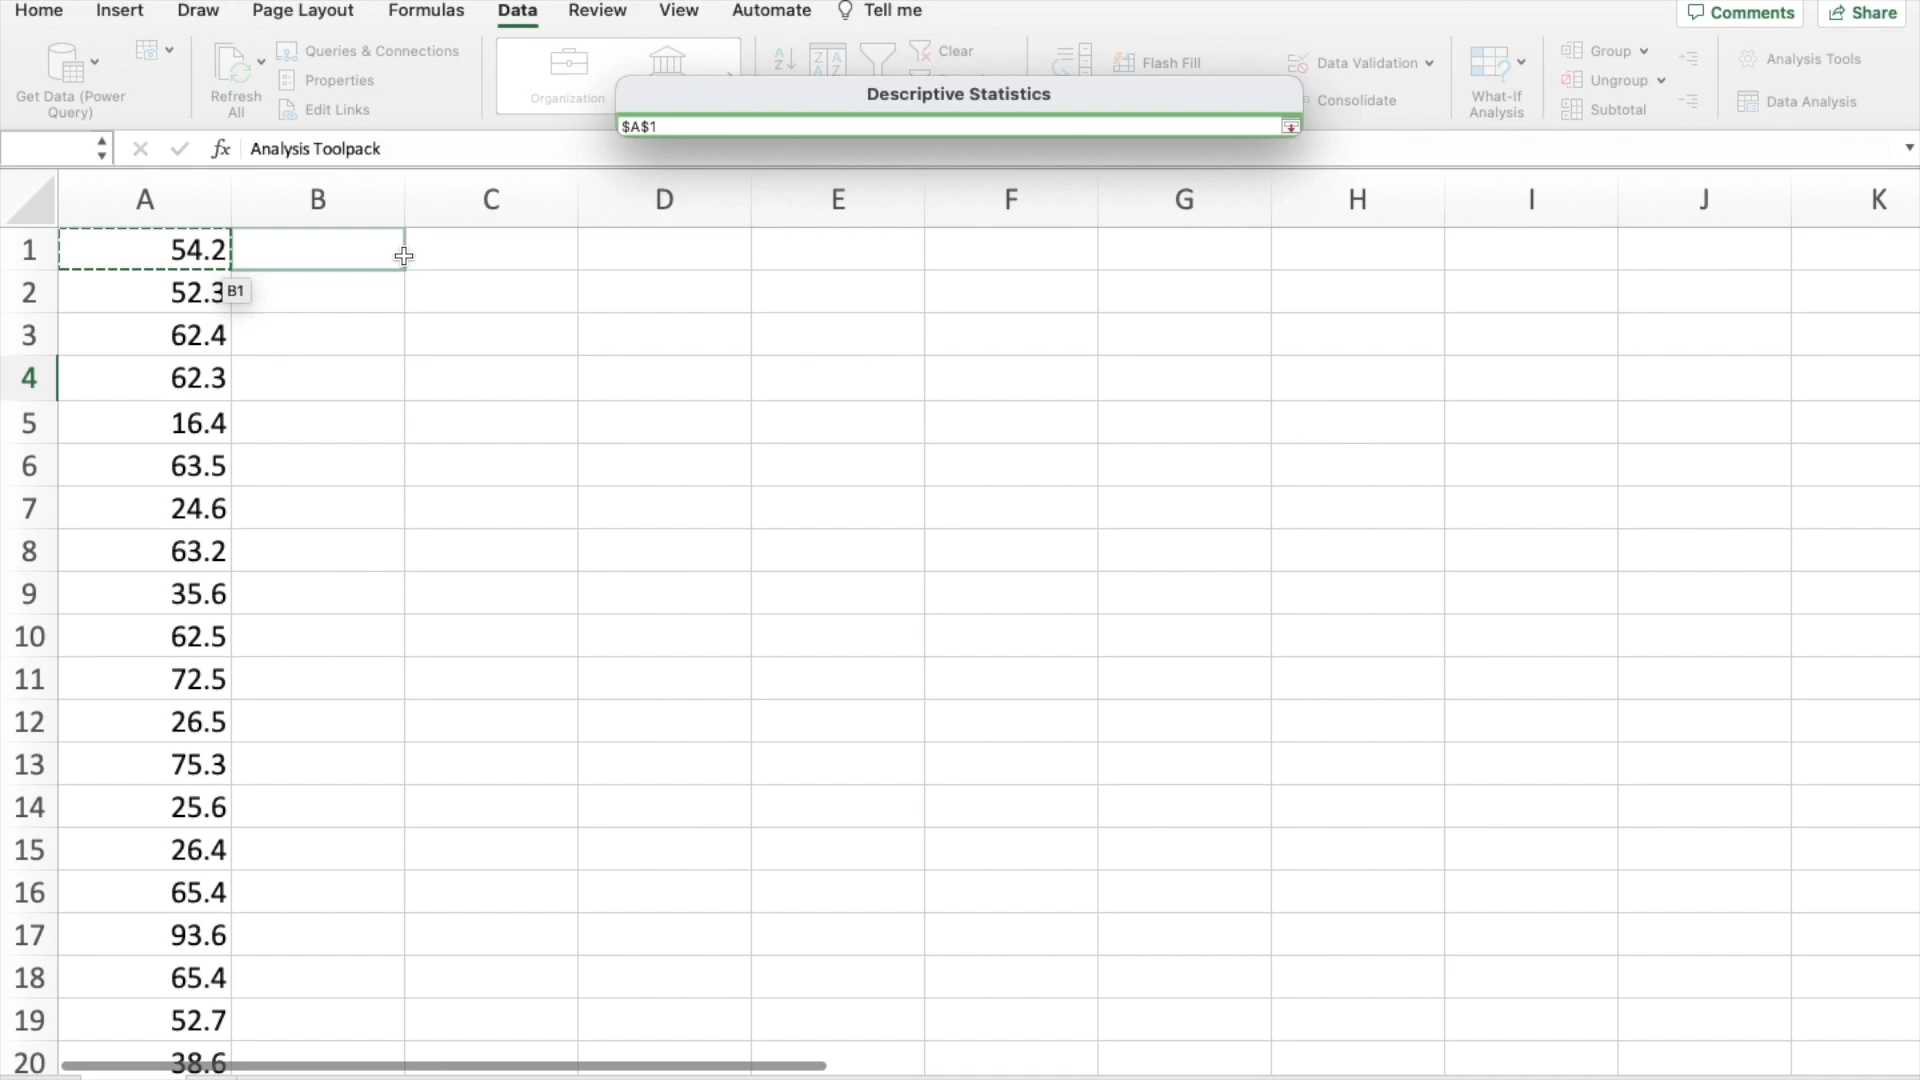 Home Insert Draw Page Layout Formulas Data Review View Automate Tell me Comments Share
Get Data (Power Query)
Refresh All
Queries & Connections
Properties
Edit Links
Organization
Clear
Flash Fill
Data Validation
Consolidate
What-If Analysis
Group
Ungroup
Subtotal
Analysis Tools
Data Analysis
Descriptive Statistics
$A$1
fx Analysis Toolpack
A B C D E F G H I J K
1 54.2
2 52.3 B1
3 62.4
4 62.3
5 16.4
6 63.5
7 24.6
8 63.2
9 35.6
10 62.5
11 72.5
12 26.5
13 75.3
14 25.6
15 26.4
16 65.4
17 93.6
18 65.4
19 52.7
20 38.6